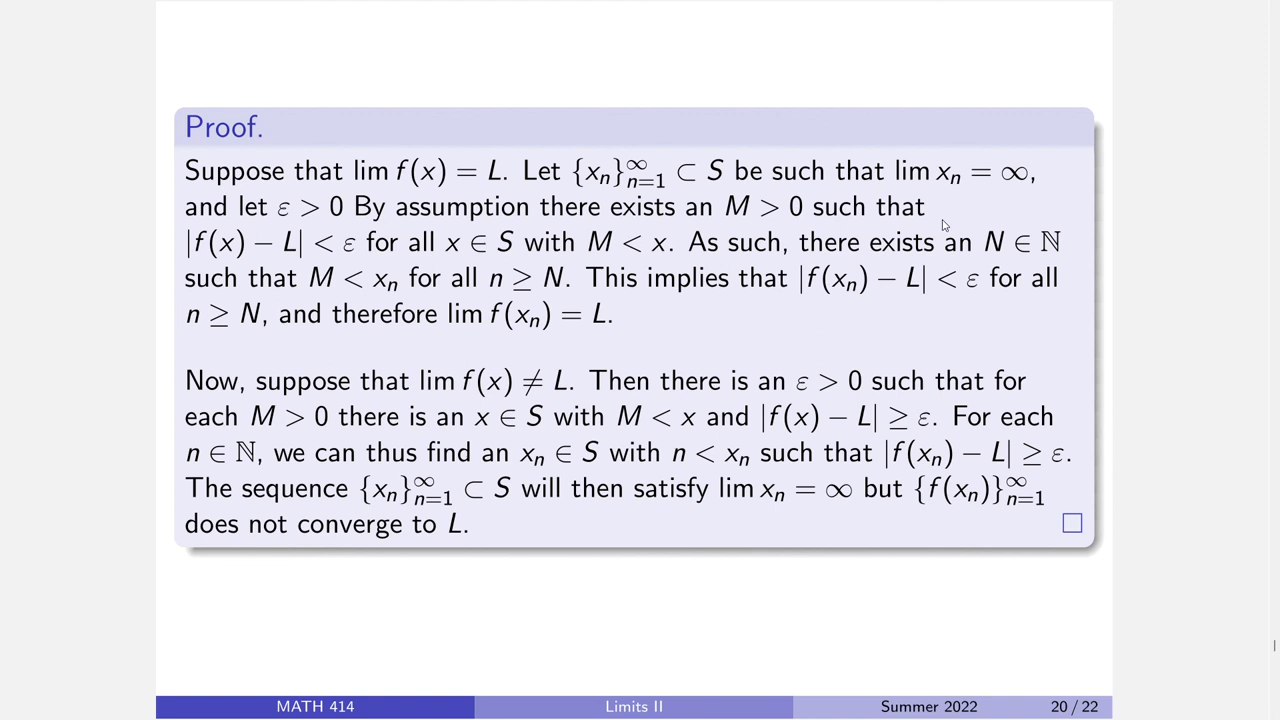 Proof.
Suppose that lim f(x) = L. Let {xₙ}∞ₙ₌₁ ⊂ S be such that lim xₙ = ∞,
and let ε > 0 By assumption there exists an M > 0 such that
|f(x) − L| < ε for all x ∈ S with M < x. As such, there exists an N ∈ ℕ
such that M < xₙ for all n ≥ N. This implies that |f(xₙ) − L| < ε for all
n ≥ N, and therefore lim f(xₙ) = L.
Now, suppose that lim f(x) ≠ L. Then there is an ε > 0 such that for
each M > 0 there is an x ∈ S with M < x and |f(x) − L| ≥ ε. For each
n ∈ ℕ, we can thus find an xₙ ∈ S with n < xₙ such that |f(xₙ) − L| ≥ ε.
The sequence {xₙ}∞ₙ₌₁ ⊂ S will then satisfy lim xₙ = ∞ but {f(xₙ)}∞ₙ₌₁
does not converge to L. □
MATH 414 Limits II Summer 2022 20 / 22